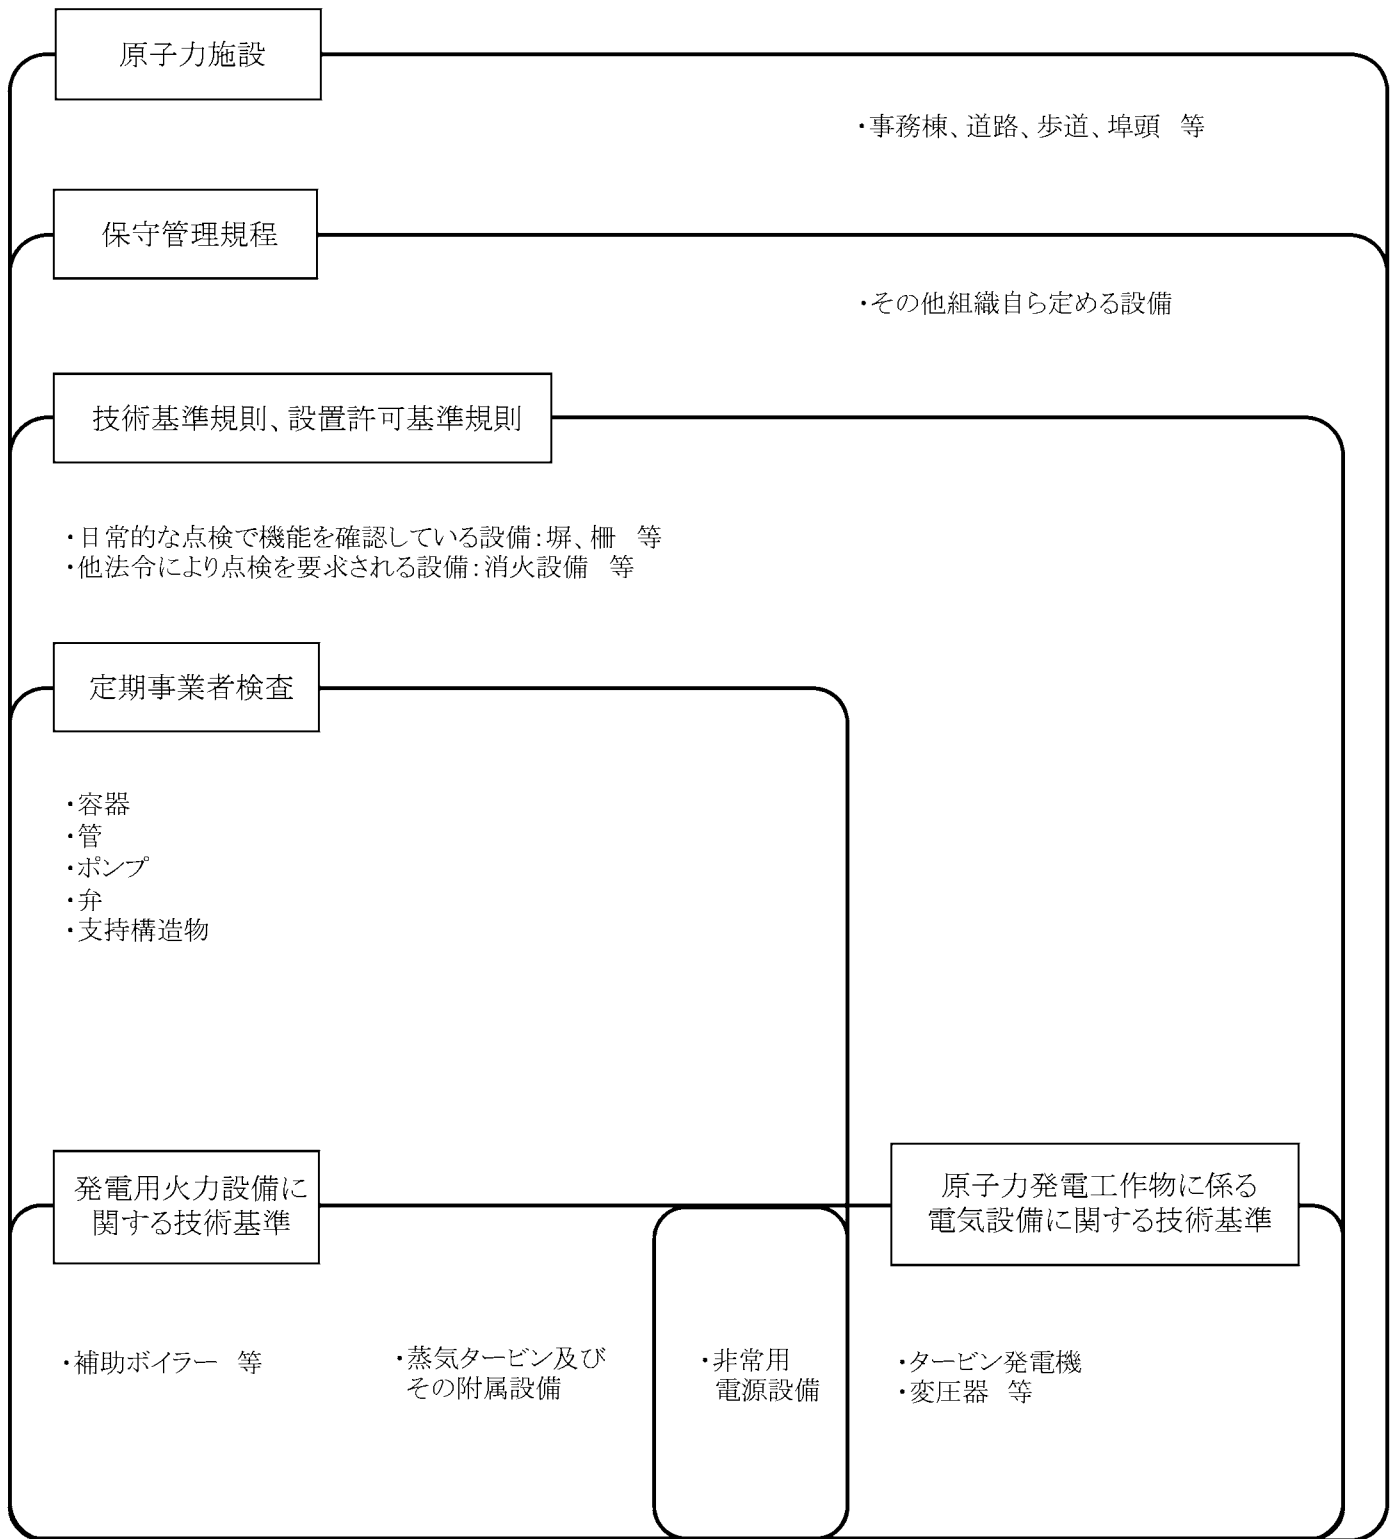 原子力施設
・事務棟、道路、歩道、埠頭 等
保守管理規程
・その他組織自ら定める設備
技術基準規則、設置許可基準規則
・日常的な点検で機能を確認している設備：塀、柵 等
・他法令により点検を要求される設備：消火設備 等
定期事業者検査
・容器
・管
・ポンプ
・弁
・支持構造物
発電用火力設備に
関する技術基準
原子力発電工作物に係る
電気設備に関する技術基準
・補助ボイラー 等
・蒸気タービン及び
その附属設備
・非常用
電源設備
・タービン発電機
・変圧器 等